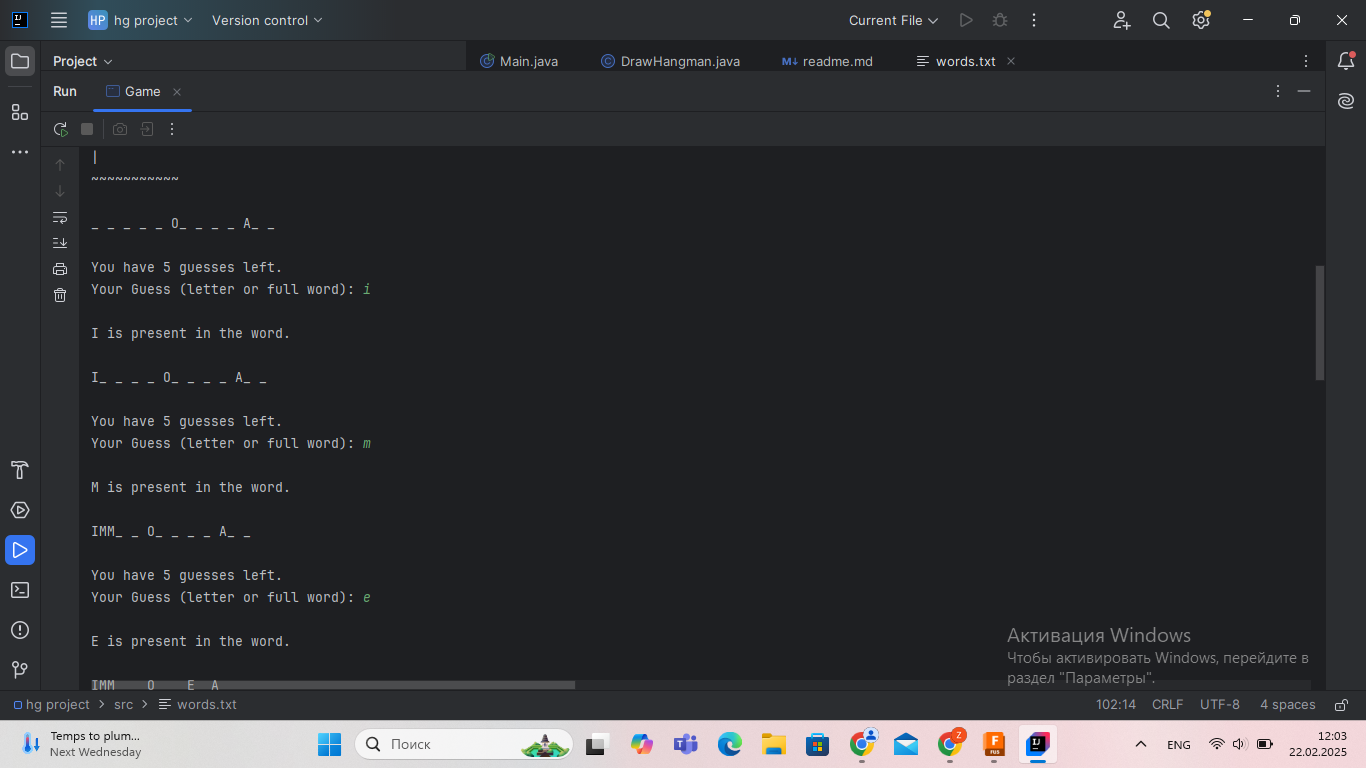 HP hg project Version control Current File
Project Main.java DrawHangman.java M↓ readme.md words.txt
Run Game
|
~~~~~~~~~~~
_ _ _ _ _ O_ _ _ _ A_ _
You have 5 guesses left.
Your Guess (letter or full word): i
I is present in the word.
I_ _ _ _ O_ _ _ _ A_ _
You have 5 guesses left.
Your Guess (letter or full word): m
M is present in the word.
IMM_ _ O_ _ _ _ A_ _
You have 5 guesses left.
Your Guess (letter or full word): e
E is present in the word.
IMM O E A
Активация Windows
Чтобы активировать Windows, перейдите в
раздел "Параметры".
hg project > src > words.txt 102:14 CRLF UTF-8 4 spaces
Temps to plum...
Next Wednesday
Поиск
ENG
12:03
22.02.2025